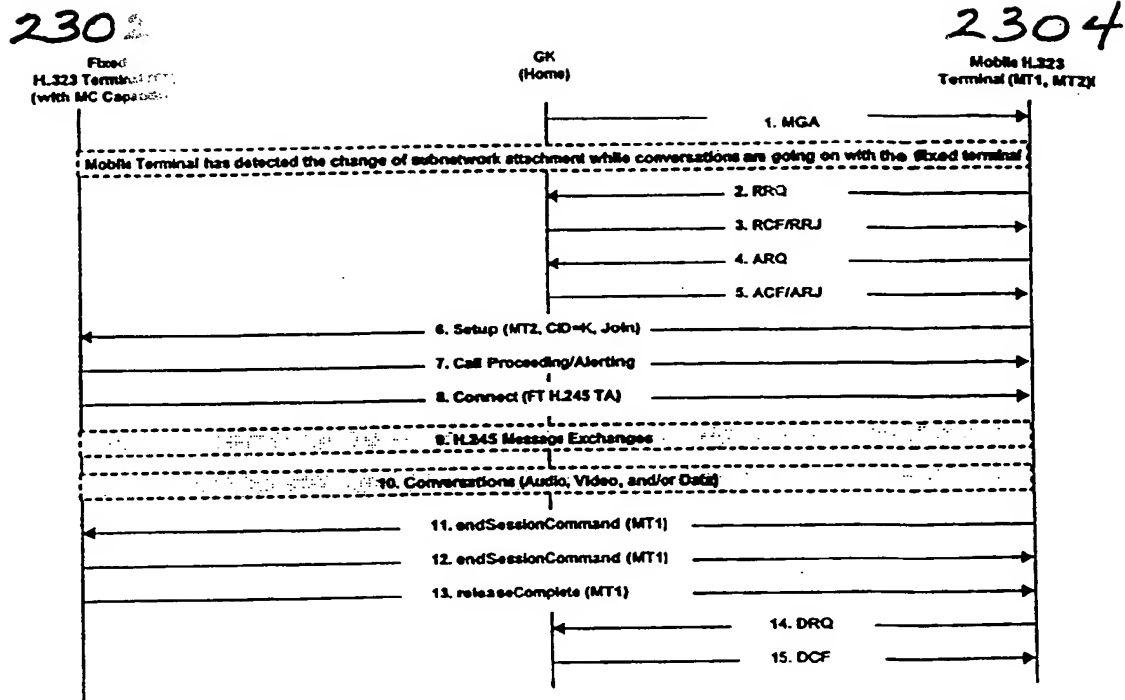 2302
2304
Fixed
H.323 Terminal (FT)
(with MC Capability)
GK
(Home)
Mobile H.323
Terminal (MT1, MT2)
1. MGA
Mobile Terminal has detected the change of subnetwork attachment while conversations are going on with the fixed terminal
2. RRQ
3. RCF/RRJ
4. ARQ
5. ACF/ARJ
6. Setup (MT2, CID=K, Join)
7. Call Proceeding/Alerting
8. Connect (FT H.245 TA)
9. H.245 Message Exchanges
10. Conversations (Audio, Video, and/or Data)
11. endSessionCommand (MT1)
12. endSessionCommand (MT1)
13. releaseComplete (MT1)
14. DRQ
15. DCF